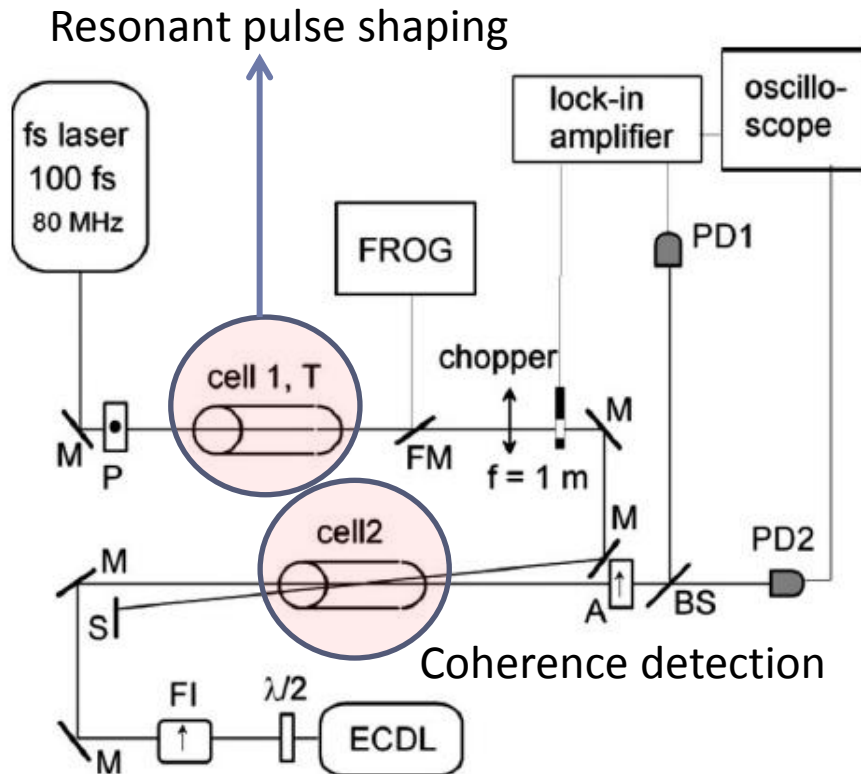 Resonant pulse shaping
fs laser
100 fs
80 MHz
lock-in
amplifier
oscillo-
scope
FROG
PD1
chopper
cell 1, T
M
P
FM
f = 1 m
M
cell2
M
M
PD2
S
A
↑
BS
Coherence detection
FI
↑
λ/2
ECDL
M